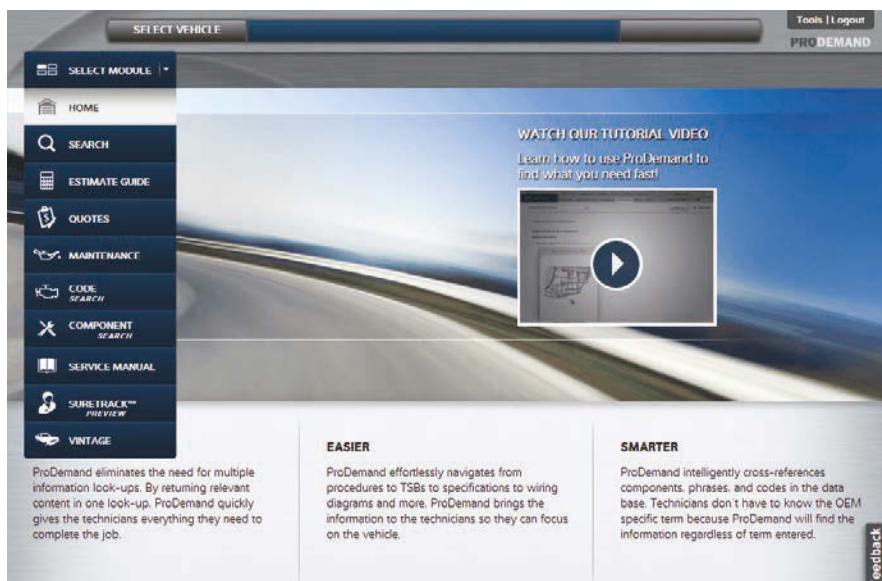 SELECT VEHICLE
Tools | Logout
PRODEMAND
SELECT MODULE
HOME
SEARCH
ESTIMATE GUIDE
QUOTES
MAINTENANCE
CODE
SEARCH
COMPONENT
SEARCH
SERVICE MANUAL
SURETRACK™
PREVIEW
VINTAGE
WATCH OUR TUTORIAL VIDEO
Learn how to use ProDemand to
find what you need fast!
ProDemand eliminates the need for multiple
information look-ups. By returning relevant
content in one look-up, ProDemand quickly
gives the technicians everything they need to
complete the job.
EASIER
ProDemand effortlessly navigates from
procedures to TSBs to specifications to wiring
diagrams and more. ProDemand brings the
information to the technicians so they can focus
on the vehicle.
SMARTER
ProDemand intelligently cross-references
components, phrases, and codes in the data
base. Technicians don't have to know the OEM
specific term because ProDemand will find the
information regardless of term entered.
eedback